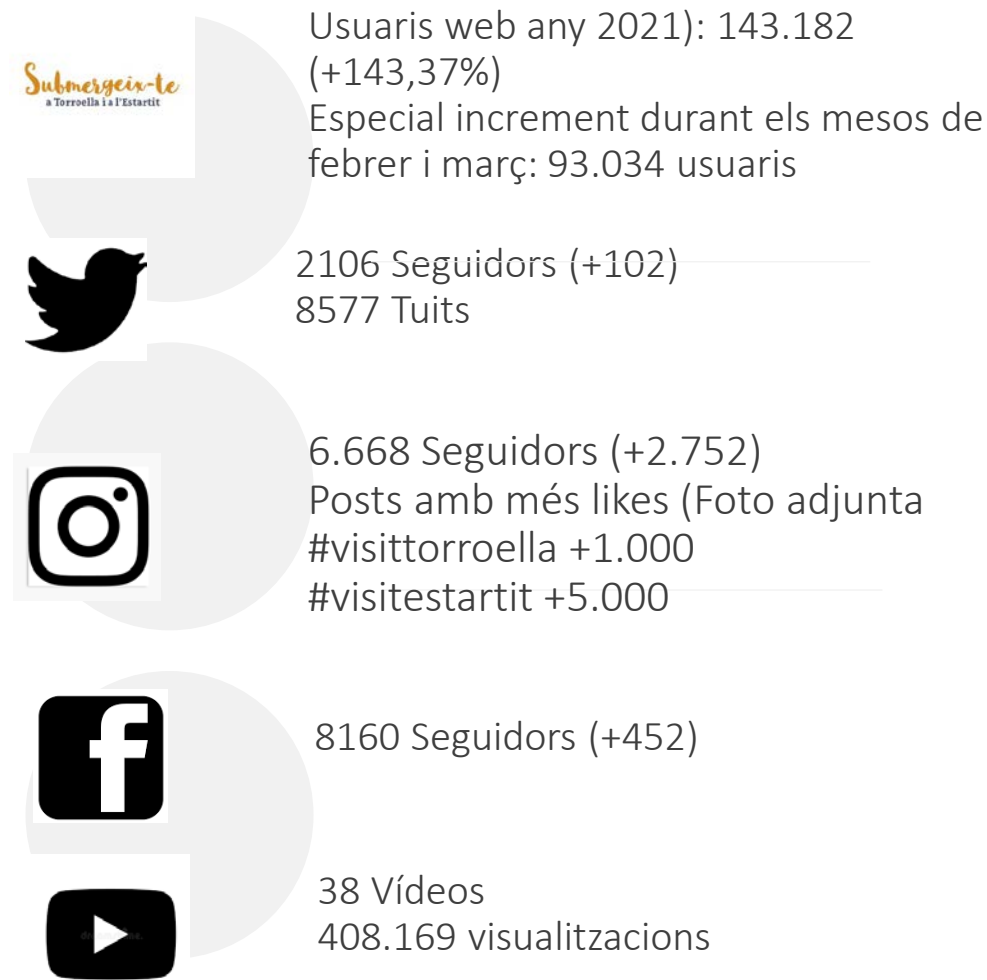 Submergeix-te
a Torroella i a l'Estartit
Usuaris web any 2021): 143.182
(+143,37%)
Especial increment durant els mesos de
febrer i març: 93.034 usuaris
2106 Seguidors (+102)
8577 Tuits
6.668 Seguidors (+2.752)
Posts amb més likes (Foto adjunta
#visittorroella +1.000
#visitestartit +5.000
8160 Seguidors (+452)
38 Vídeos
408.169 visualitzacions